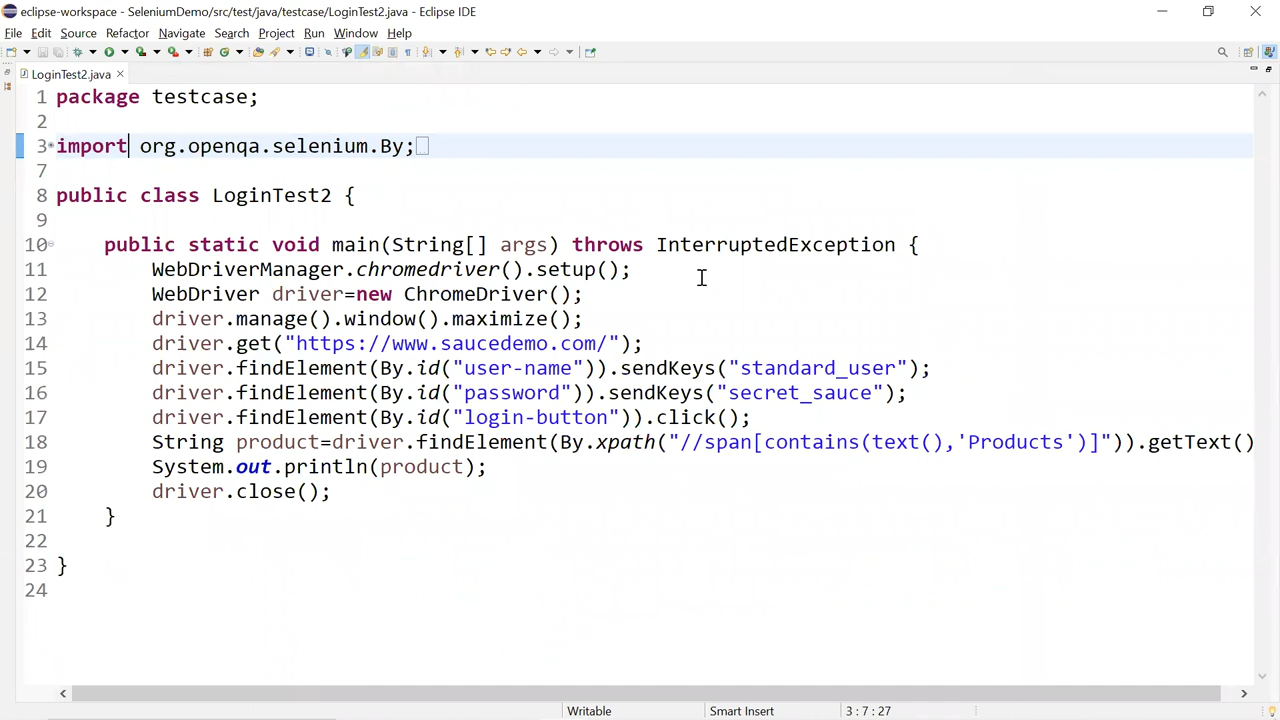 eclipse-workspace - SeleniumDemo/src/test/java/testcase/LoginTest2.java - Eclipse IDE
File Edit Source Refactor Navigate Search Project Run Window Help
LoginTest2.java
1 package testcase;
2
3 import org.openqa.selenium.By;
7
8 public class LoginTest2 {
9
10 public static void main(String[] args) throws InterruptedException {
11 WebDriverManager.chromedriver().setup();
12 WebDriver driver=new ChromeDriver();
13 driver.manage().window().maximize();
14 driver.get("https://www.saucedemo.com/");
15 driver.findElement(By.id("user-name")).sendKeys("standard_user");
16 driver.findElement(By.id("password")).sendKeys("secret_sauce");
17 driver.findElement(By.id("login-button")).click();
18 String product=driver.findElement(By.xpath("//span[contains(text(),'Products')]")).getText()
19 System.out.println(product);
20 driver.close();
21 }
22
23 }
24
Writable Smart Insert 3 : 7 : 27